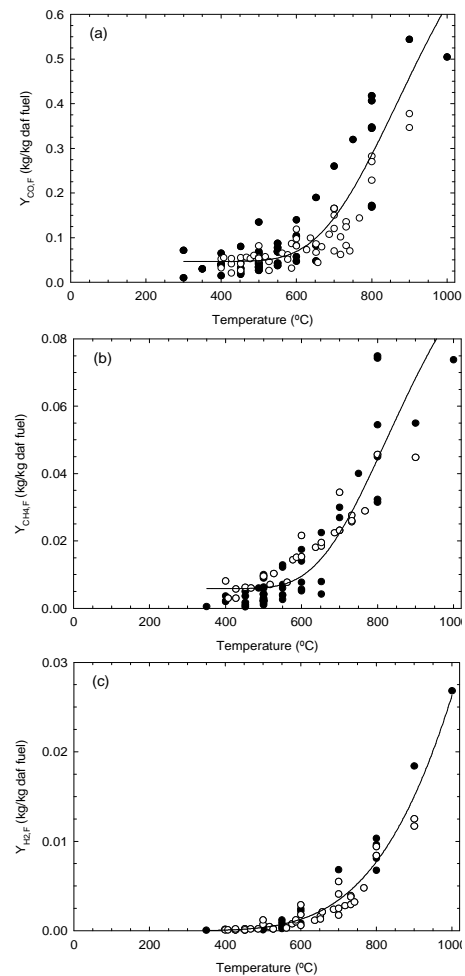 (a)
0.6
0.5
0.4
0.3
0.2
0.1
0.0
Y_CO,F (kg/kg daf fuel)
0 200 400 600 800 1000
Temperature (ºC)
(b)
0.08
0.06
0.04
0.02
0.00
Y_CH4,F (kg/kg daf fuel)
0 200 400 600 800 1000
Temperature (ºC)
(c)
0.03
0.02
0.01
0.00
Y_H2,F (kg/kg daf fuel)
0 200 400 600 800 1000
Temperature (ºC)